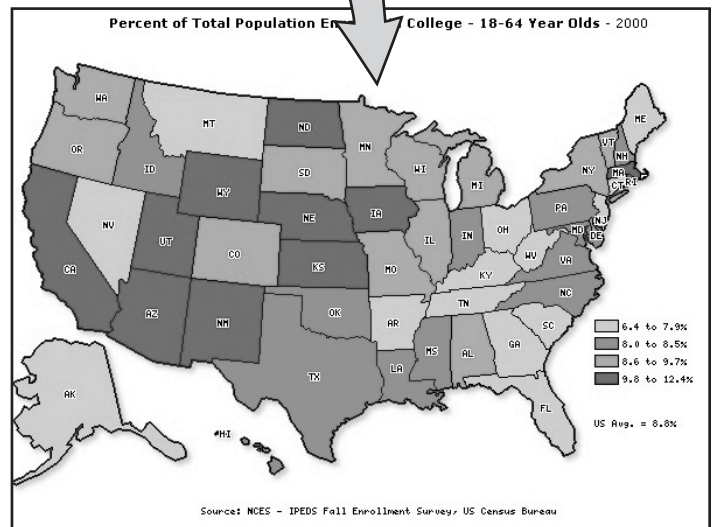 Percent of Total Population En College - 18-64 Year Olds - 2000
WA
MT
ND
MN
ME
OR
ID
SD
WI
MI
VT
NH
NY
MA
CT
RI
WY
NV
UT
CO
NE
IA
IL
IN
OH
PA
NJ
MD
DE
WV
VA
CA
AZ
NM
KS
MO
KY
NC
TN
OK
AR
SC
TX
LA
MS
AL
GA
FL
AK
HI
6.4 to 7.9%
8.0 to 8.5%
8.6 to 9.7%
9.8 to 12.4%
US Avg. = 8.8%
Source: NCES - IPEDS Fall Enrollment Survey, US Census Bureau